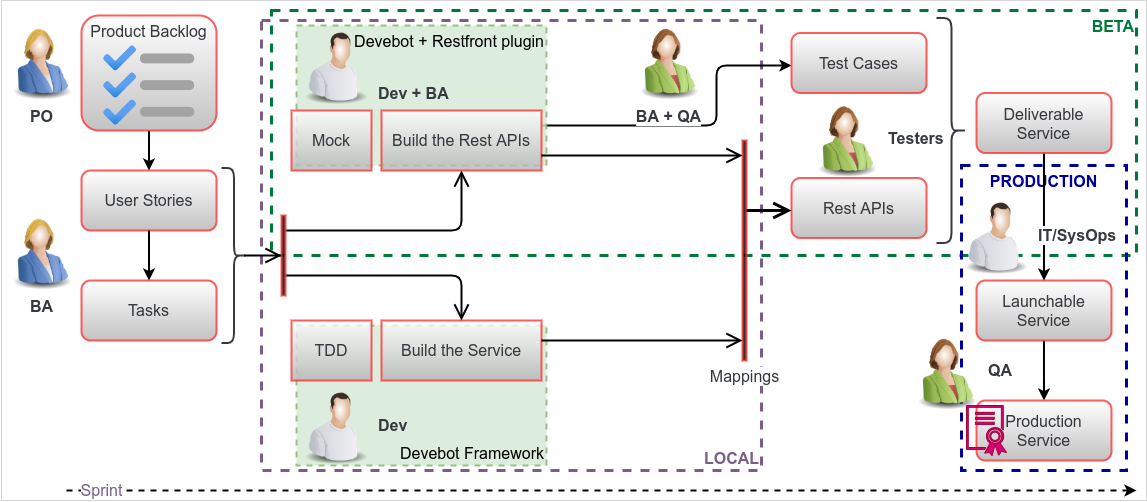 Product Backlog
PO
User Stories
BA
Tasks
Devebot + Restfront plugin
Dev + BA
Mock
Build the Rest APIs
BA + QA
TDD
Build the Service
Dev
Devebot Framework
LOCAL
Mappings
Test Cases
Testers
Rest APIs
BETA
Deliverable
Service
PRODUCTION
IT/SysOps
Launchable
Service
QA
Production
Service
Sprint